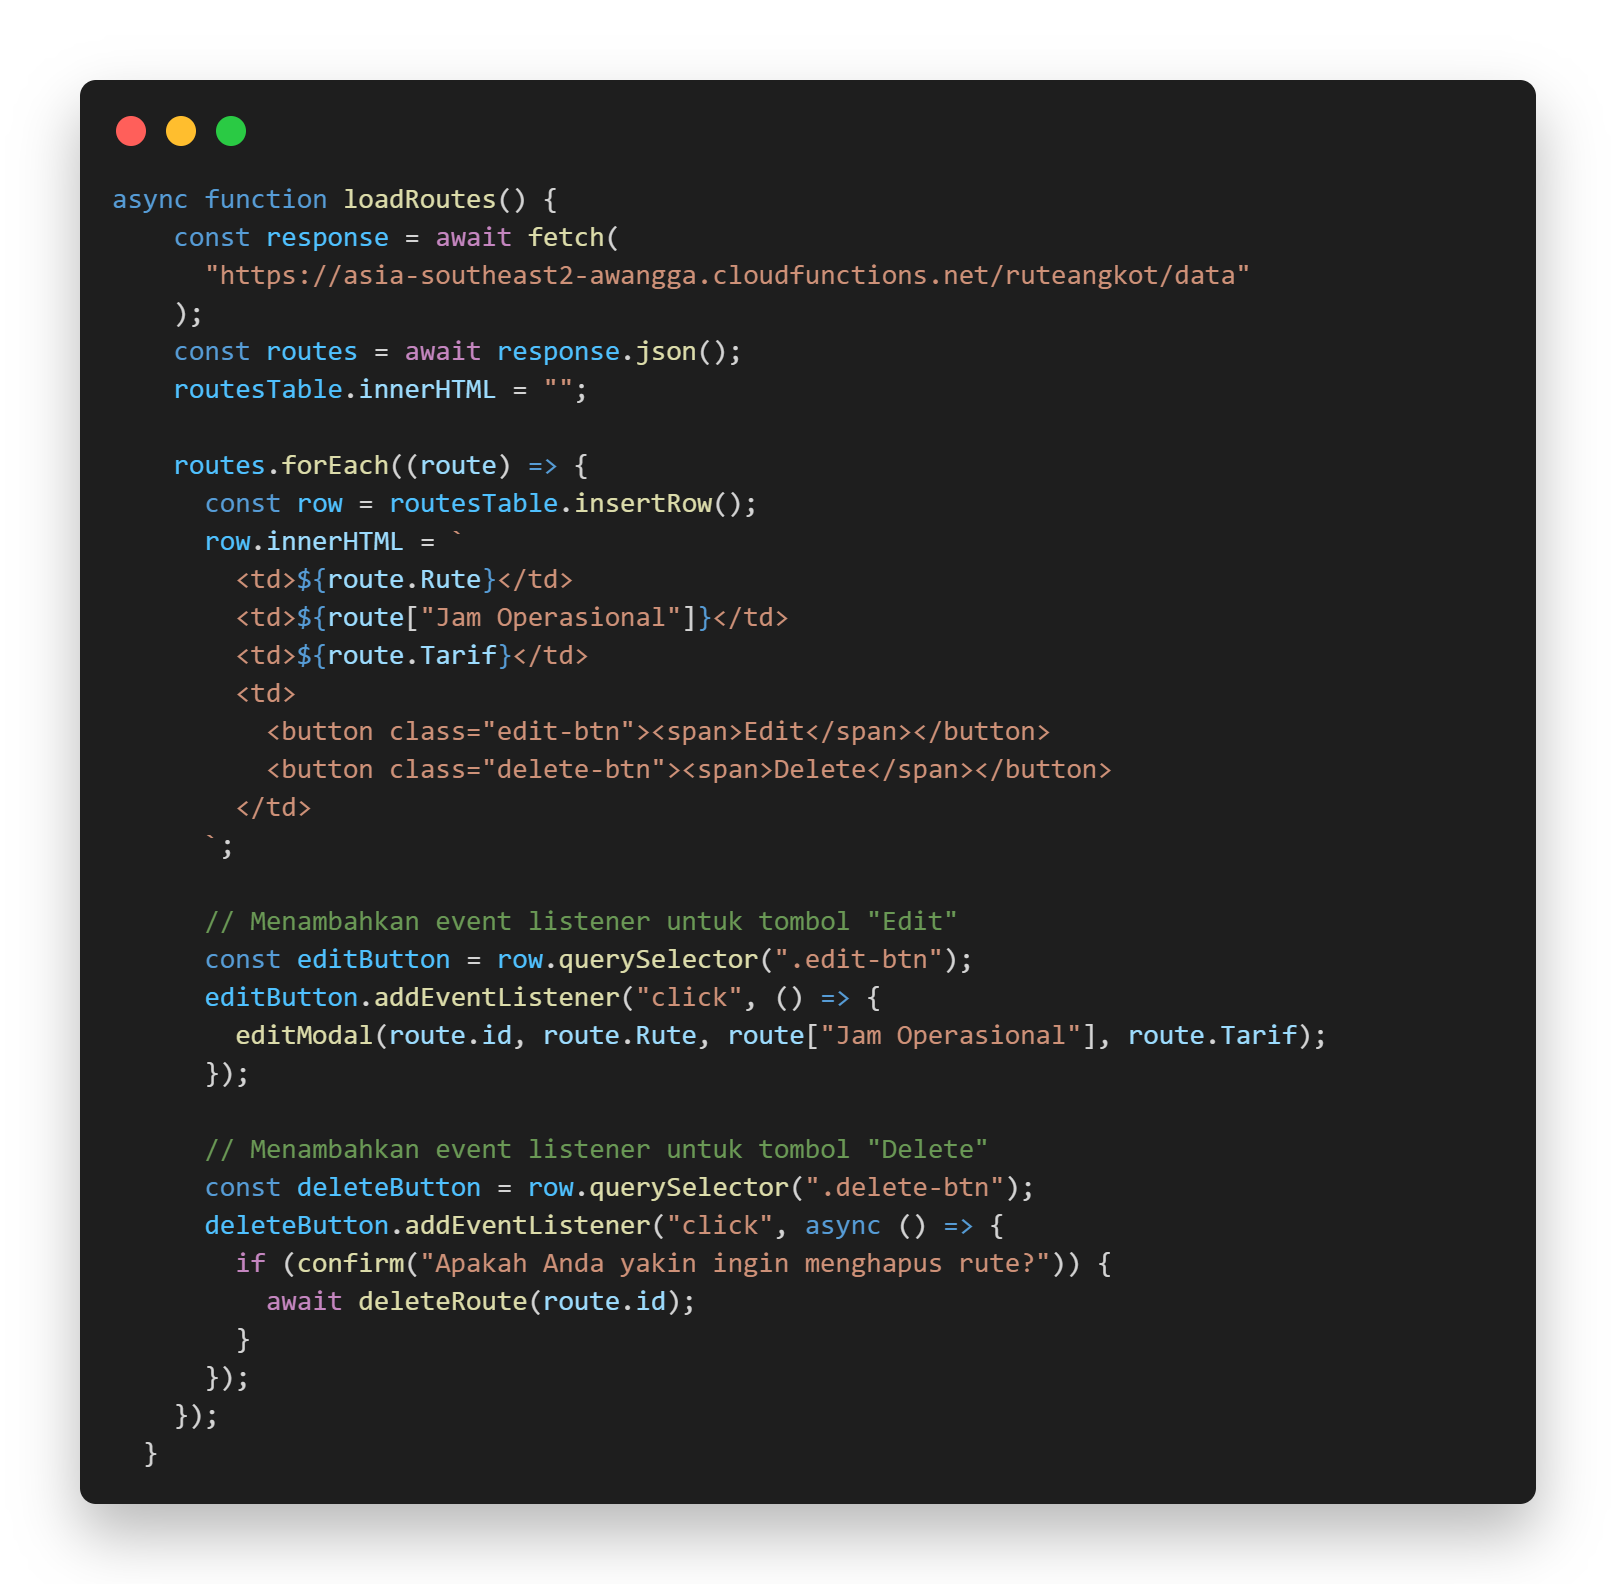 async function loadRoutes() {
    const response = await fetch(
      "https://asia-southeast2-awangga.cloudfunctions.net/ruteangkot/data"
    );
    const routes = await response.json();
    routesTable.innerHTML = "";

    routes.forEach((route) => {
      const row = routesTable.insertRow();
      row.innerHTML = `
        <td>${route.Rute}</td>
        <td>${route["Jam Operasional"]}</td>
        <td>${route.Tarif}</td>
        <td>
          <button class="edit-btn"><span>Edit</span></button>
          <button class="delete-btn"><span>Delete</span></button>
        </td>
      `;

      // Menambahkan event listener untuk tombol "Edit"
      const editButton = row.querySelector(".edit-btn");
      editButton.addEventListener("click", () => {
        editModal(route.id, route.Rute, route["Jam Operasional"], route.Tarif);
      });

      // Menambahkan event listener untuk tombol "Delete"
      const deleteButton = row.querySelector(".delete-btn");
      deleteButton.addEventListener("click", async () => {
        if (confirm("Apakah Anda yakin ingin menghapus rute?")) {
          await deleteRoute(route.id);
        }
      });
    });
  }